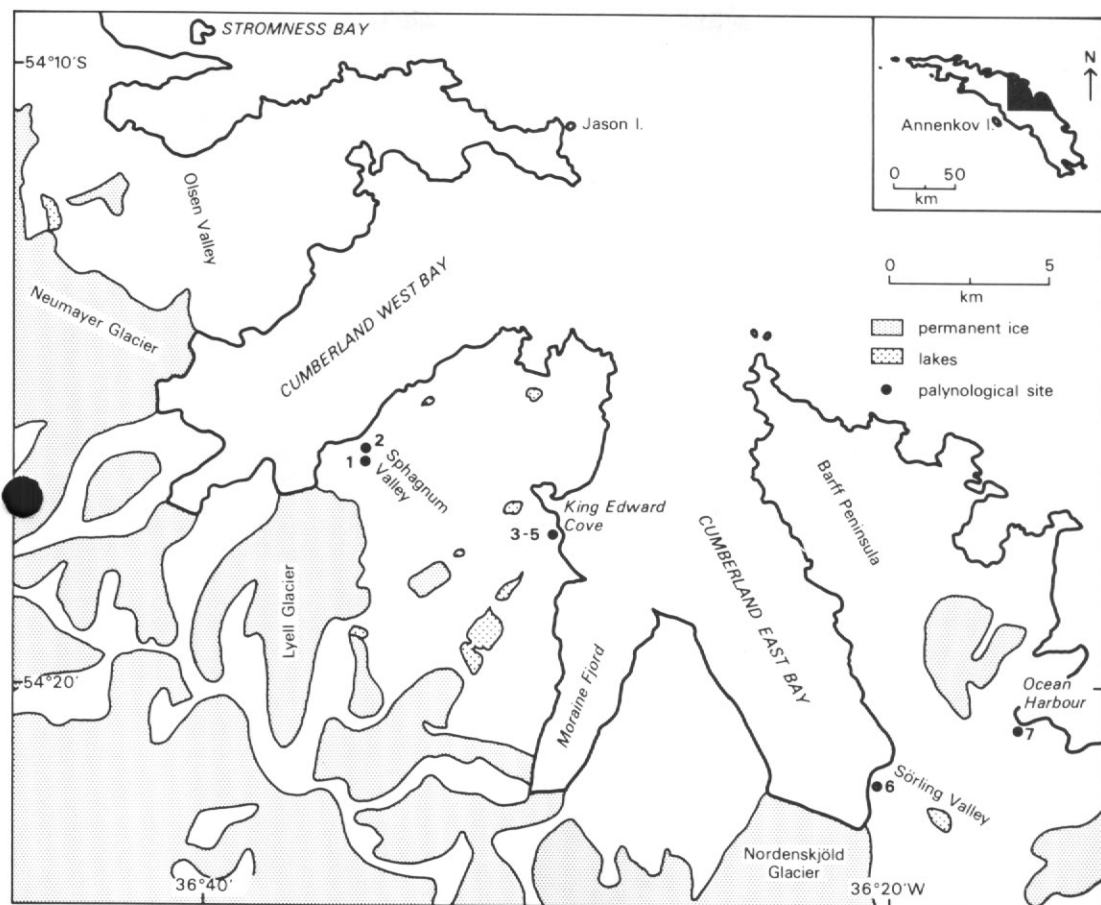 STROMNESS BAY
54°10'S
Jason I.
N
Annenkov I.
0 50
km
Olsen Valley
0 5
km
Neumayer Glacier
CUMBERLAND WEST BAY
permanent ice
lakes
palynological site
2
1
Sphagnum
Valley
King Edward
Cove
3-5
Barff Peninsula
CUMBERLAND EAST BAY
Lyell Glacier
Moraine Fjord
54°20'
Ocean
Harbour
7
6
Sörling Valley
Nordenskjöld
Glacier
36°40'
36°20'W